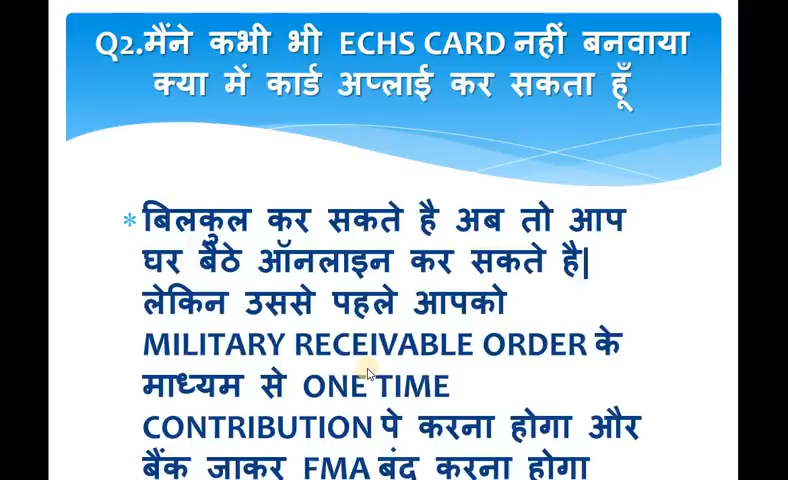 Q2.मैंने कभी भी ECHS CARD नहीं बनवाया
क्या में कार्ड अप्लाई कर सकता हूँ
* बिलकुल कर सकते है अब तो आप
घर बैठे ऑनलाइन कर सकते है|
लेकिन उससे पहले आपको
MILITARY RECEIVABLE ORDER के
माध्यम से ONE TIME
CONTRIBUTION पे करना होगा और
बैंक जाकर FMA बंद करना होगा